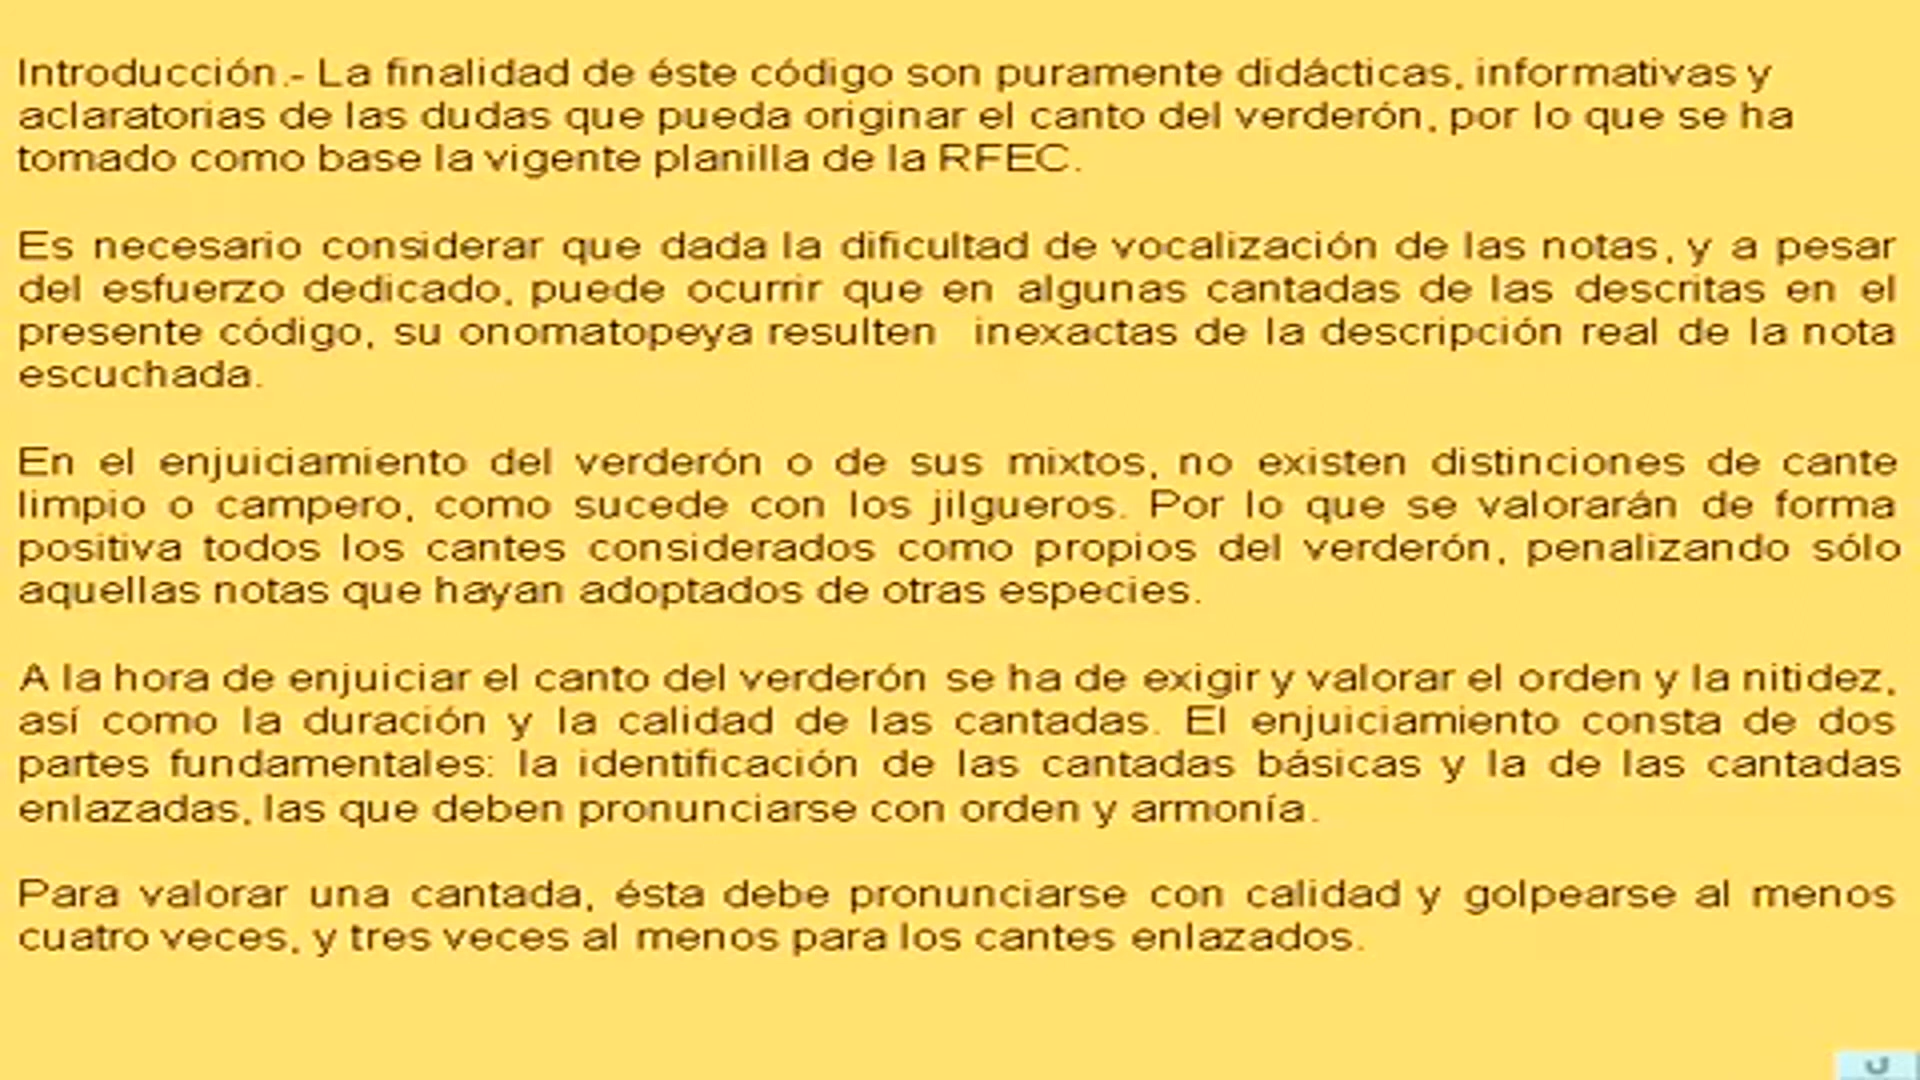 Introducción.- La finalidad de éste código son puramente didácticas, informativas y
aclaratorias de las dudas que pueda originar el canto del verderón, por lo que se ha
tomado como base la vigente planilla de la RFEC.
Es necesario considerar que dada la dificultad de vocalización de las notas, y a pesar
del esfuerzo dedicado, puede ocurrir que en algunas cantadas de las descritas en el
presente código, su onomatopeya resulten inexactas de la descripción real de la nota
escuchada.
En el enjuiciamiento del verderón o de sus mixtos, no existen distinciones de cante
limpio o campero, como sucede con los jilgueros. Por lo que se valorarán de forma
positiva todos los cantes considerados como propios del verderón, penalizando sólo
aquellas notas que hayan adoptados de otras especies.
A la hora de enjuiciar el canto del verderón se ha de exigir y valorar el orden y la nitidez,
así como la duración y la calidad de las cantadas. El enjuiciamiento consta de dos
partes fundamentales: la identificación de las cantadas básicas y la de las cantadas
enlazadas, las que deben pronunciarse con orden y armonía.
Para valorar una cantada, ésta debe pronunciarse con calidad y golpearse al menos
cuatro veces, y tres veces al menos para los cantes enlazados.